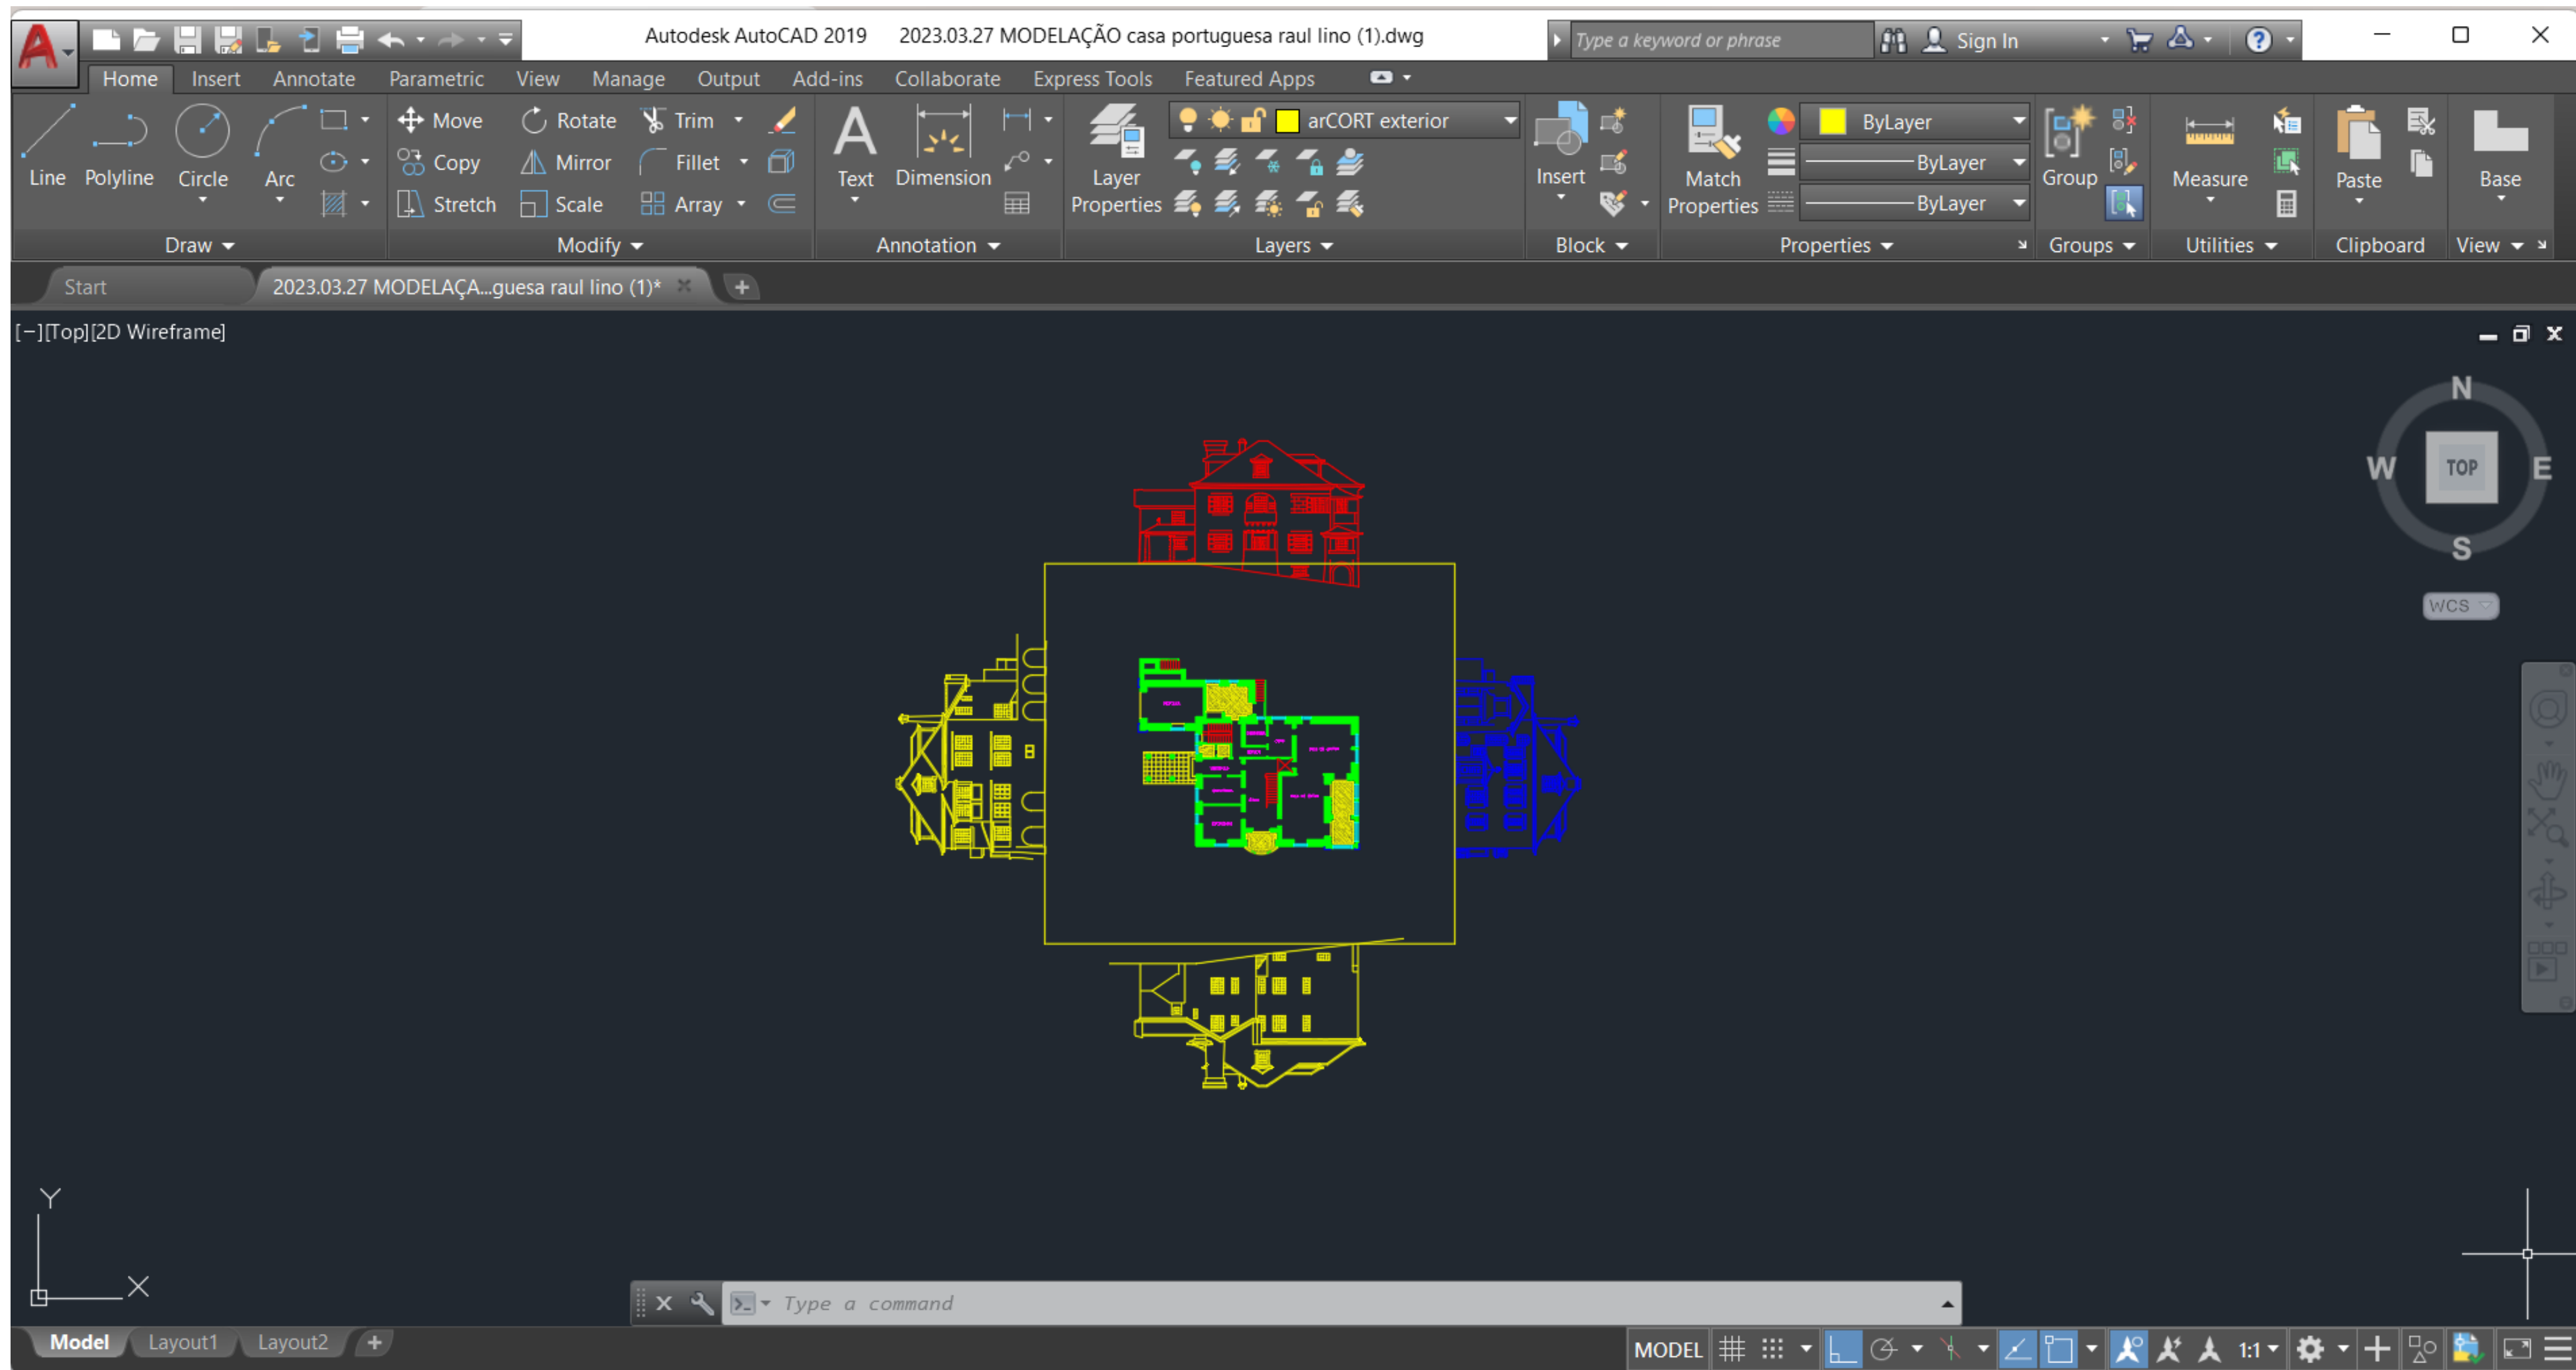 Autodesk AutoCAD 2019 2023.03.27 MODELAÇÃO casa portuguesa raul lino (1).dwg
Type a keyword or phrase
Sign In
Home Insert Annotate Parametric View Manage Output Add-ins Collaborate Express Tools Featured Apps
Line Polyline Circle Arc
Move Rotate Trim
Copy Mirror Fillet
Stretch Scale Array
Text Dimension
Layer Properties
arCORT exterior
Insert
Match Properties
ByLayer
ByLayer
ByLayer
Group
Measure
Paste
Base
Draw Modify Annotation Layers Block Properties Groups Utilities Clipboard View
Start 2023.03.27 MODELAÇA...guesa raul lino (1)*
[−][Top][2D Wireframe]
N
W TOP E
S
WCS
Y
X
Type a command
Model Layout1 Layout2
MODEL 1:1